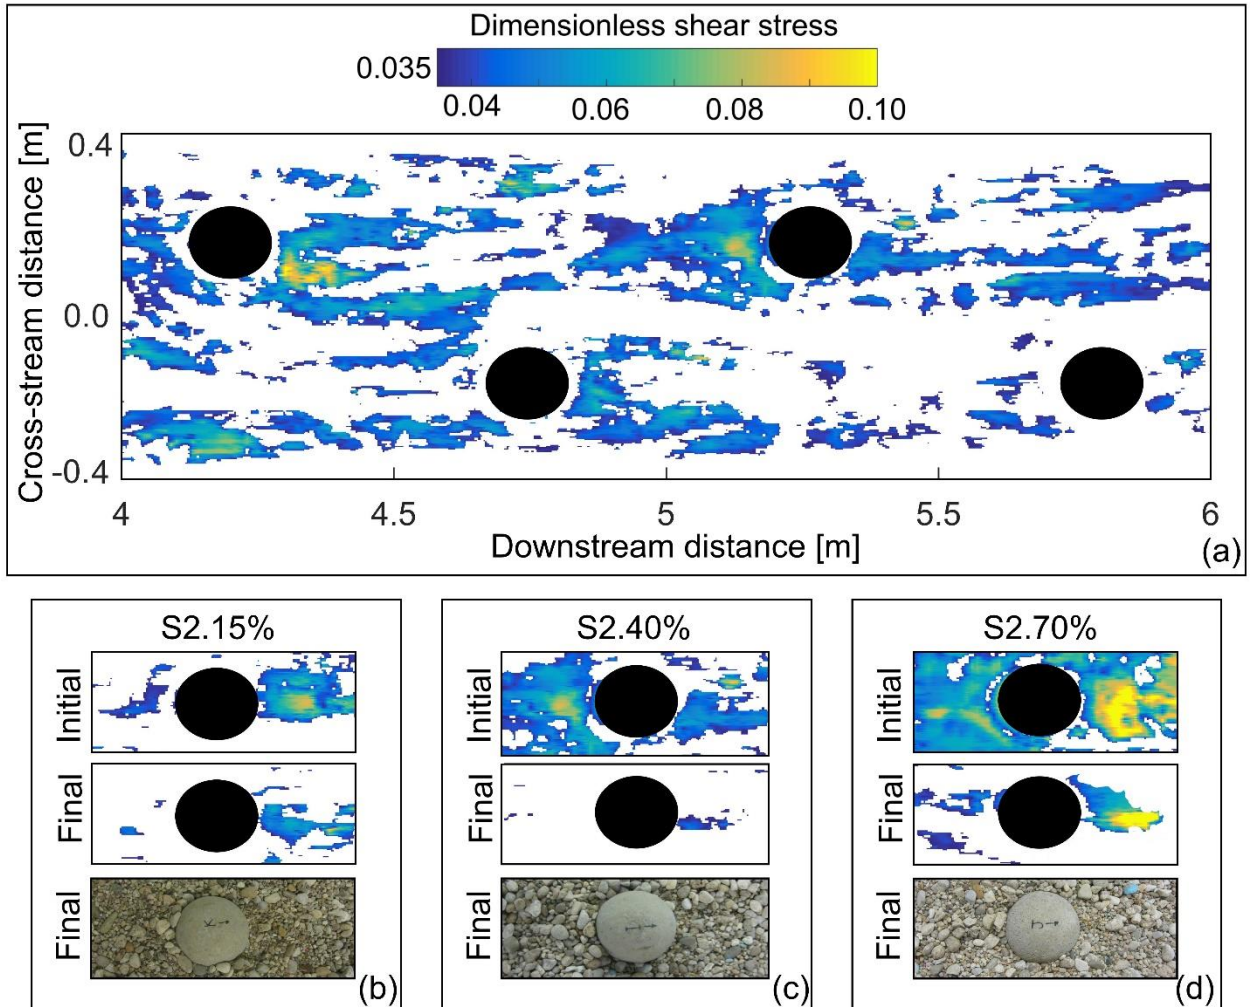 Dimensionless shear stress
0.035
0.04 0.06 0.08 0.10
Cross-stream distance [m]
0.4
0.0
-0.4
4 4.5 5 5.5 6
Downstream distance [m]
(a)
S2.15%
Initial
Final
Final
(b)
S2.40%
Initial
Final
Final
(c)
S2.70%
Initial
Final
Final
(d)